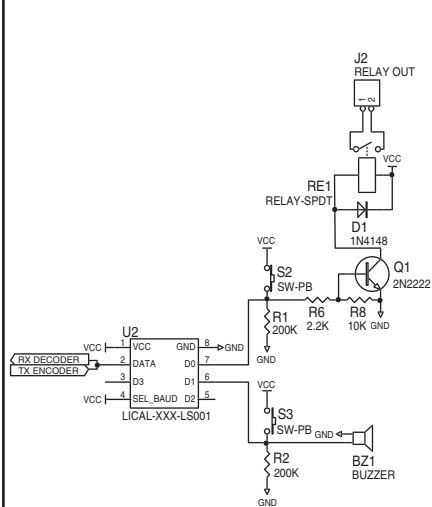 J2
RELAY OUT
1
2
VCC
RE1
RELAY-SPDT
D1
1N4148
VCC
S2
SW-PB
Q1
2N2222
R1
200K
R6
2.2K
R8
10K
GND
GND
U2
VCC
1
VCC
GND
8
GND
RX DECODER
TX ENCODER
2
DATA
D0
7
3
D3
D1
6
VCC
4
SEL_BAUD
D2
5
LICAL-XXX-LS001
VCC
S3
SW-PB
GND
R2
200K
BZ1
BUZZER
GND